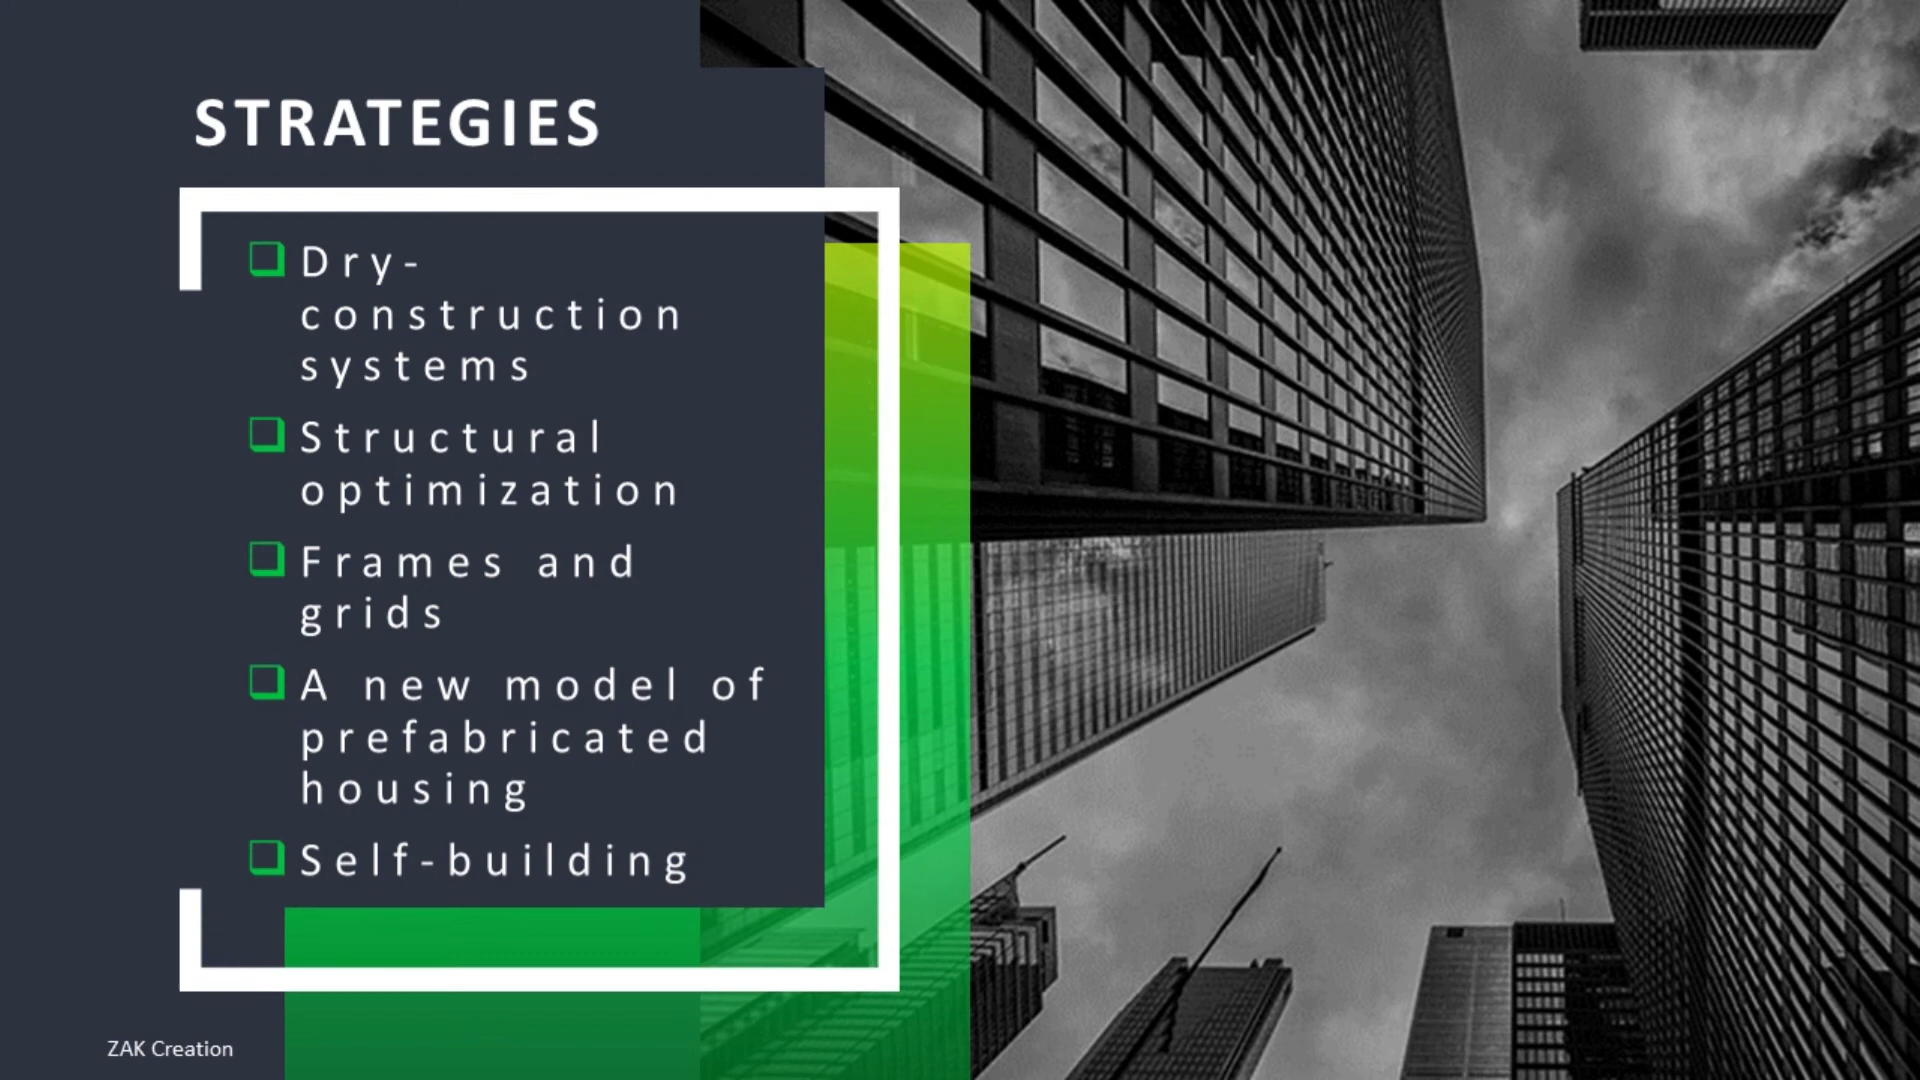 STRATEGIES
Dry-
construction
systems
Structural
optimization
Frames and
grids
A new model of
prefabricated
housing
Self-building
ZAK Creation